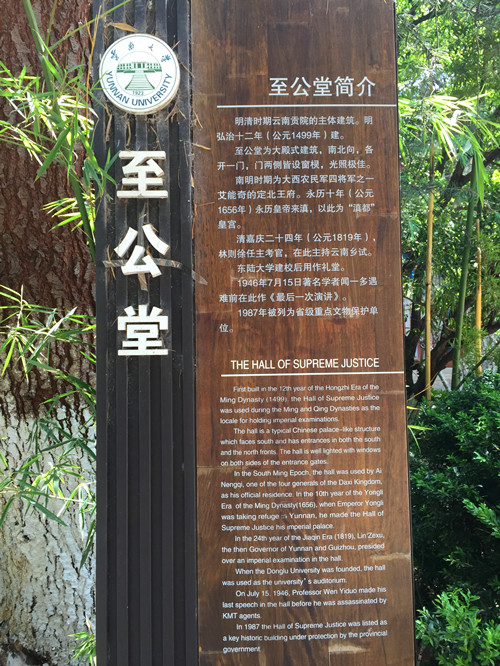 云南大学
YUNNAN UNIVERSITY
1923
至公堂
至公堂简介
明清时期云南贡院的主体建筑。明
弘治十二年（公元1499年）建。
至公堂为大殿式建筑，南北向，各
开一门，门两侧皆设窗棂，光照极佳。
南明时期为大西农民军四将军之一
艾能奇的定北王府。永历十年（公元
1656年）永历皇帝来滇，以此为“滇都”
皇宫。
清嘉庆二十四年（公元1819年），
林则徐任主考官，在此主持云南乡试。
东陆大学建校后用作礼堂。
1946年7月15日著名学者闻一多遇
难前在此作《最后一次演讲》。
1987年被列为省级重点文物保护单
位。
THE HALL OF SUPREME JUSTICE
First built in the 12th year of the Hongzhi Era of the
Ming Dynasty (1499), the Hall of Supreme Justice
was used during the Ming and Qing Dynasties as the
locale for holding imperial examinations.
The hall is a typical Chinese palace-like structure
which faces south and has entrances in both the south
and the north fronts. The hall is well lighted with windows
on both sides of the entrance gates.
In the South Ming Epoch, the hall was used by Ai
Nengqi, one of the four generals of the Daxi Kingdom,
as his official residence. In the 10th year of the Yongli
Era of the Ming Dynasty(1656), when Emperor Yongli
was taking refuge in Yunnan, he made the Hall of
Supreme Justice his imperial palace.
In the 24th year of the Jiaqin Era (1819), Lin Zexu,
the then Governor of Yunnan and Guizhou, presided
over an imperial examination in the hall.
When the Donglu University was founded, the hall
was used as the university's auditorium.
On July 15, 1946, Professor Wen Yiduo made his
last speech in the hall before he was assassinated by
KMT agents.
In 1987 the Hall of Supreme Justice was listed as
a key historic building under protection by the provincial
government